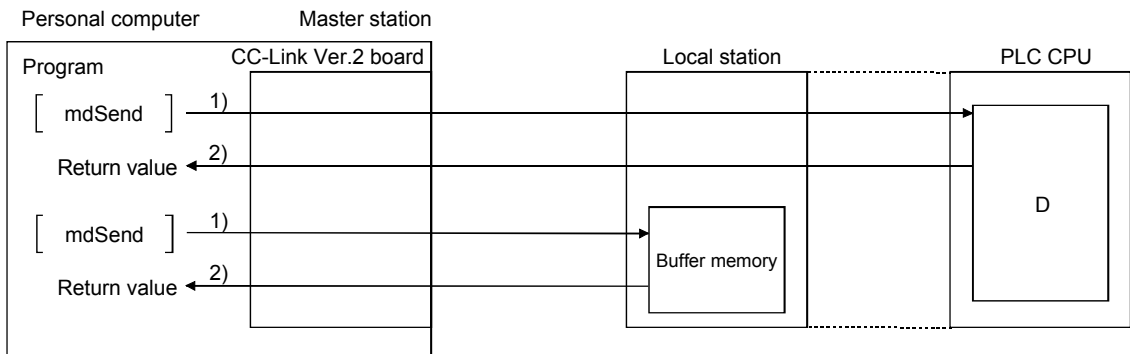 Personal computer Master station
CC-Link Ver.2 board Local station PLC CPU
Program
[ mdSend ] 1)
Return value 2)
D
[ mdSend ] 1)
Buffer memory
Return value 2)